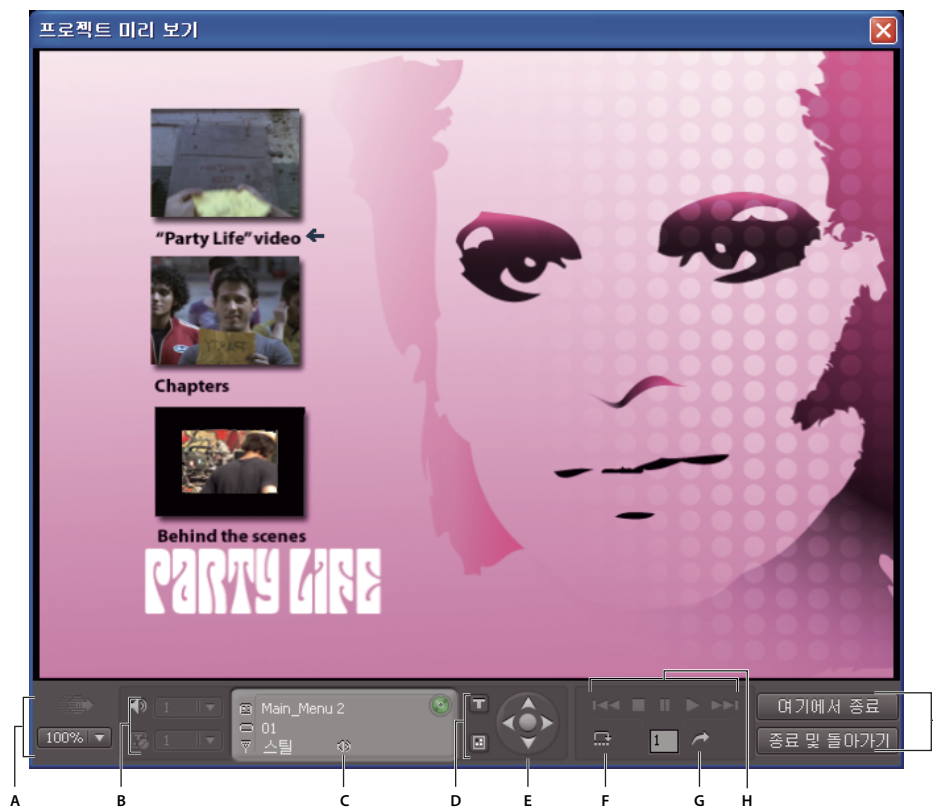 프로젝트 미리 보기
"Party Life" video
Chapters
Behind the scenes
PARTY LIFE
1
Main_Menu 2
01
100%
1
스틸
T
1
여기에서 종료
종료 및 돌아가기
A B C D E F G H